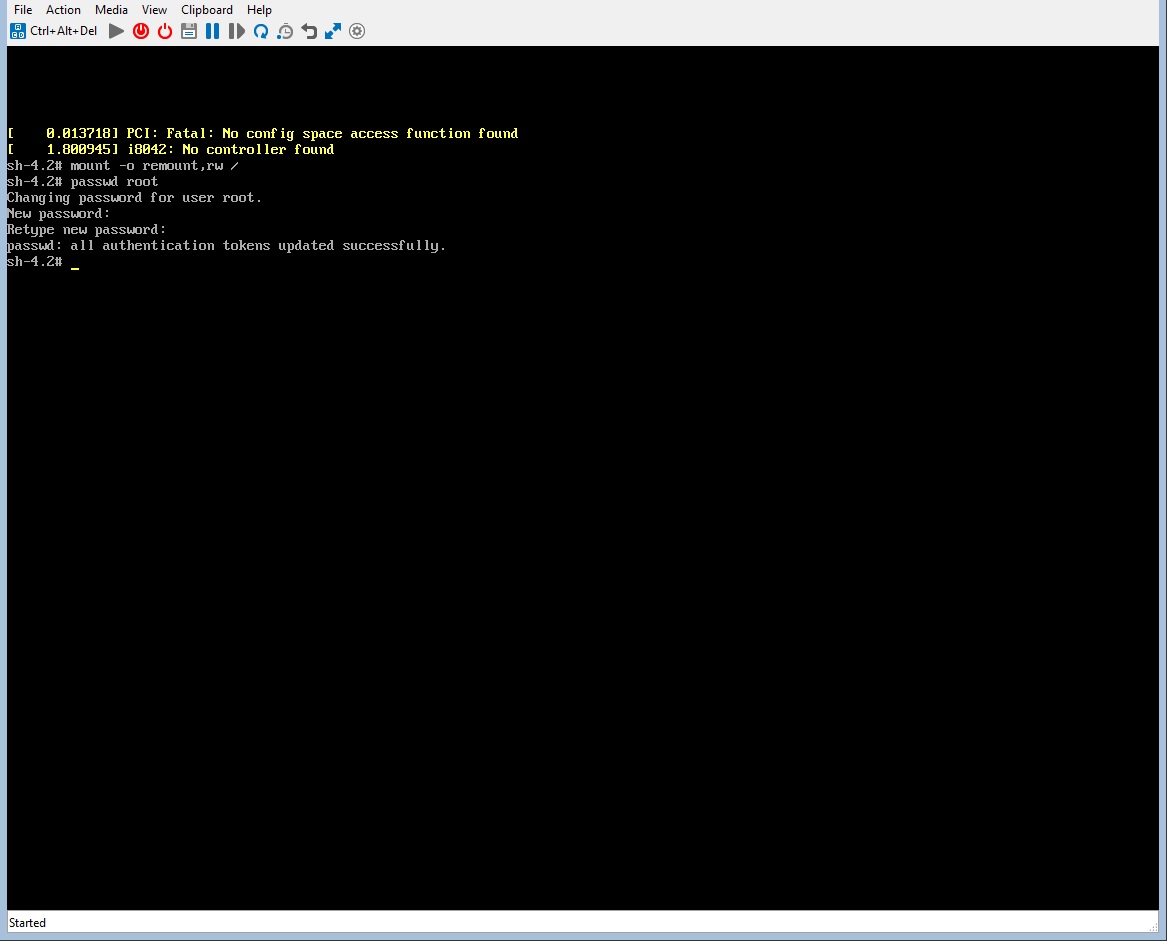 File Action Media View Clipboard Help
Ctrl+Alt+Del
[    0.013718] PCI: Fatal: No config space access function found
[    1.800945] i8042: No controller found
sh-4.2# mount -o remount,rw /
sh-4.2# passwd root
Changing password for user root.
New password:
Retype new password:
passwd: all authentication tokens updated successfully.
sh-4.2# _
Started